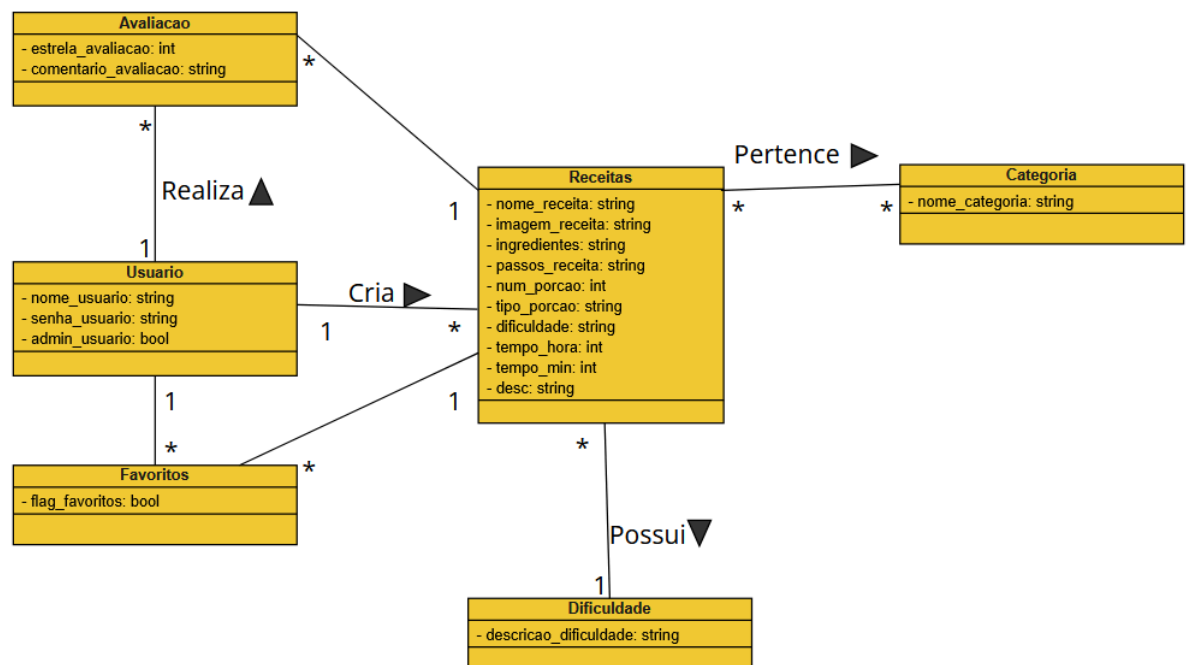 Avaliacao
- estrela_avaliacao: int
- comentario_avaliacao: string
*
*
Realiza
1
1
Usuario
- nome_usuario: string
- senha_usuario: string
- admin_usuario: bool
Cria
1
*
1
*
1
*
Favoritos
- flag_favoritos: bool
Receitas
- nome_receita: string
- imagem_receita: string
- ingredientes: string
- passos_receita: string
- num_porcao: int
- tipo_porcao: string
- dificuldade: string
- tempo_hora: int
- tempo_min: int
- desc: string
Pertence
*
*
Categoria
- nome_categoria: string
*
Possui
1
Dificuldade
- descricao_dificuldade: string